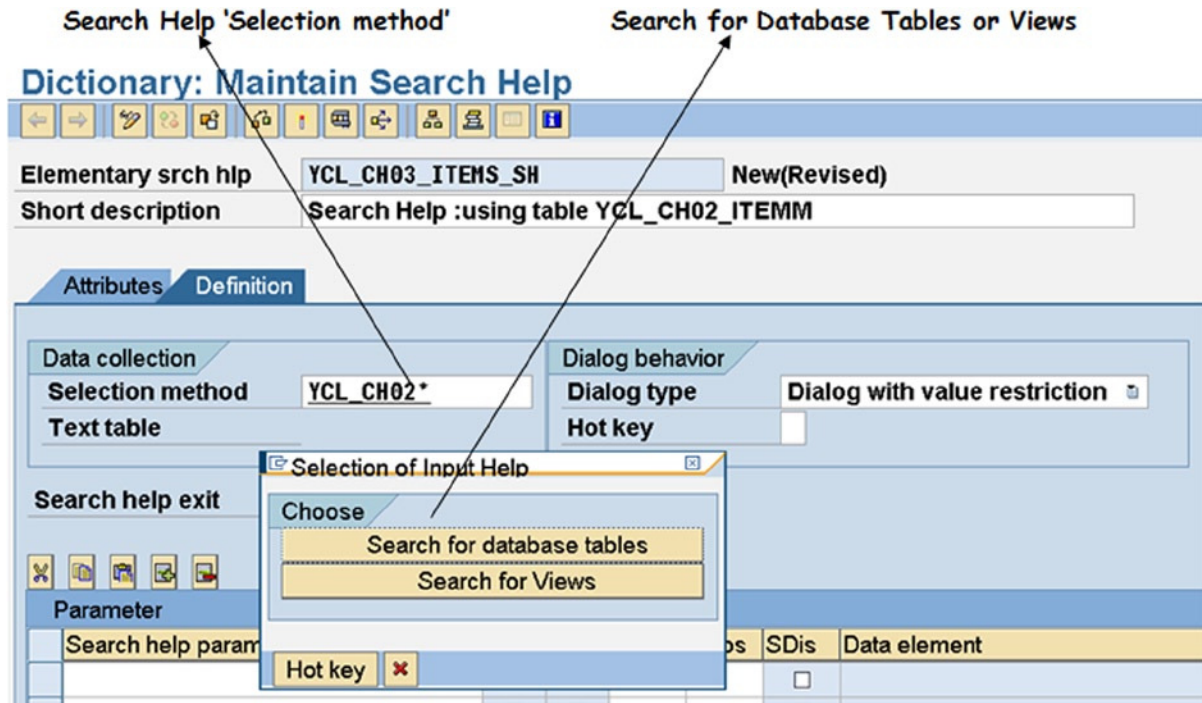 Search Help 'Selection method'
Search for Database Tables or Views
Dictionary: Maintain Search Help
Elementary srch hlp YCL_CH03_ITEMS_SH New(Revised)
Short description Search Help :using table YCL_CH02_ITEMM
Attributes Definition
Data collection Dialog behavior
Selection method YCL_CH02* Dialog type Dialog with value restriction
Text table Hot key
Selection of Input Help
Search help exit Choose
Search for database tables
Search for Views
Parameter
Search help param os SDis Data element
Hot key